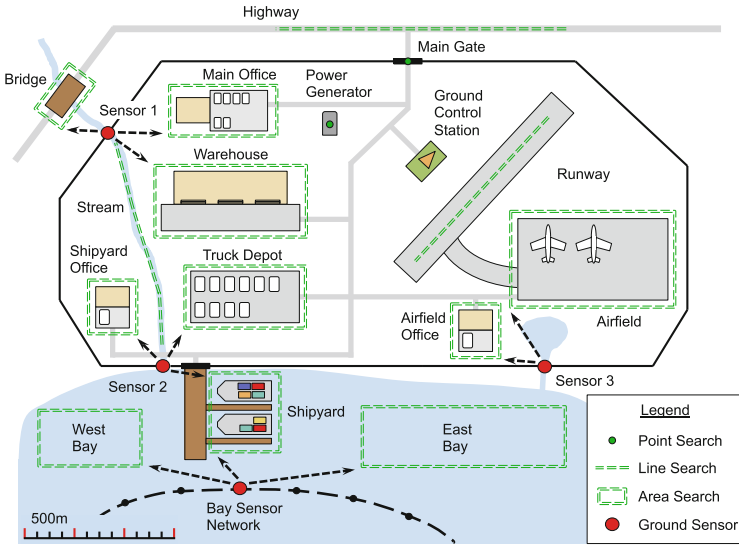 Highway
Main Gate
Bridge
Main Office
Power
Generator
Sensor 1
Ground
Control
Station
Warehouse
Runway
Stream
Shipyard
Office
Truck Depot
Airfield
Office
Airfield
Sensor 2
Sensor 3
Shipyard
West
Bay
East
Bay
Bay Sensor
Network
500m
Legend
Point Search
Line Search
Area Search
Ground Sensor